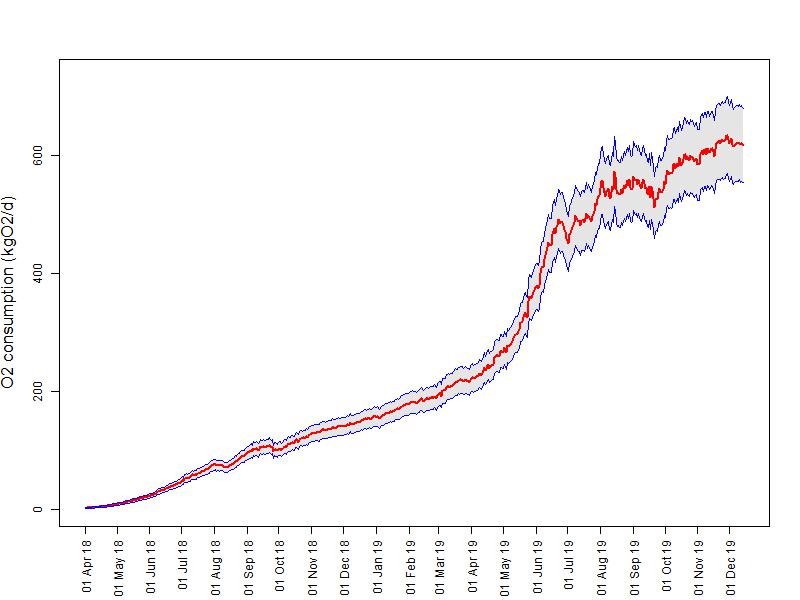 O2 consumption (kgO2/d)
600
400
200
0
01 Apr 18
01 May 18
01 Jun 18
01 Jul 18
01 Aug 18
01 Sep 18
01 Oct 18
01 Nov 18
01 Dec 18
01 Jan 19
01 Feb 19
01 Mar 19
01 Apr 19
01 May 19
01 Jun 19
01 Jul 19
01 Aug 19
01 Sep 19
01 Oct 19
01 Nov 19
01 Dec 19